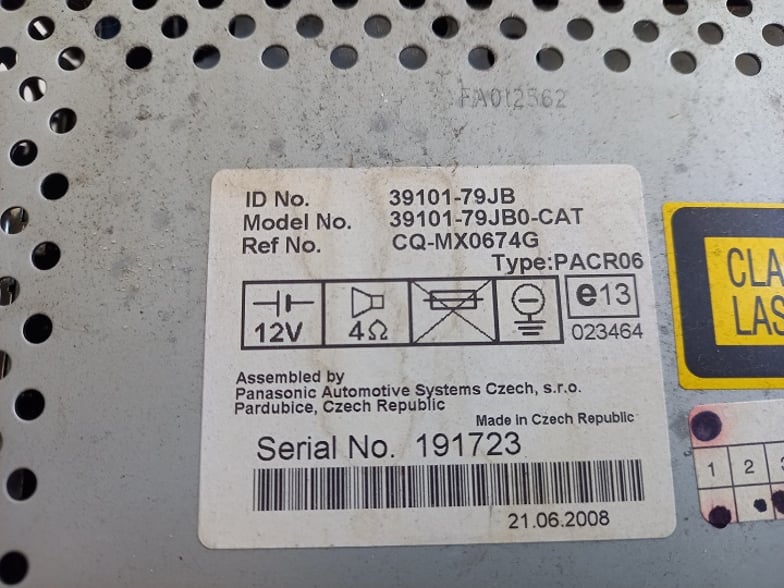 FA012562
ID No. 39101-79JB
Model No. 39101-79JB0-CAT
Ref No. CQ-MX0674G
Type:PACR06
12V
4Ω
e13
023464
Assembled by
Panasonic Automotive Systems Czech, s.r.o.
Pardubice, Czech Republic
Made in Czech Republic
Serial No. 191723
21.06.2008
CLA
LAS
1 2 3